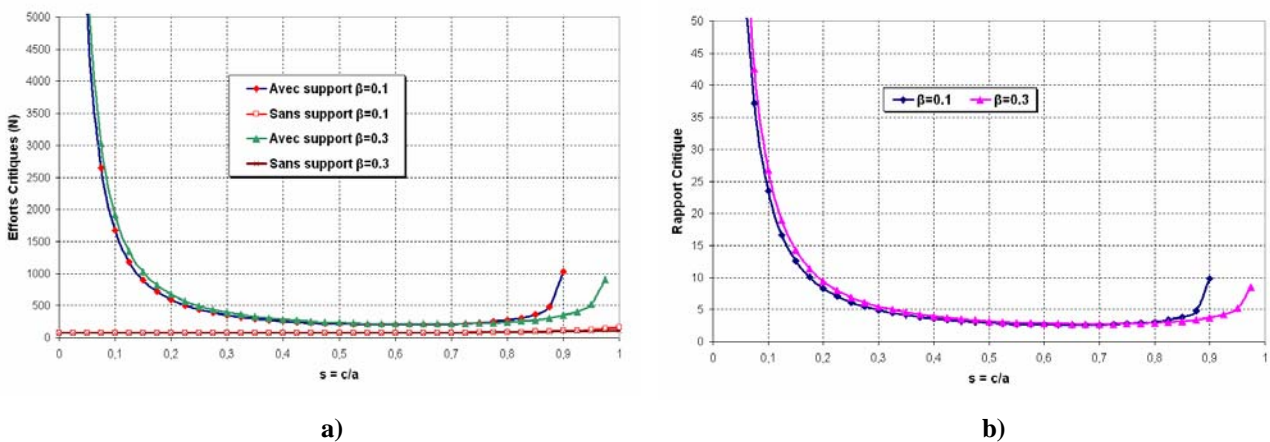 Efforts Critiques (N)
5000
4500
4000
3500
3000
2500
2000
1500
1000
500
0
Avec support β=0.1
Sans support β=0.1
Avec support β=0.3
Sans support β=0.3
0 0,1 0,2 0,3 0,4 0,5 0,6 0,7 0,8 0,9 1
s = c/a
a)
Rapport Critique
50
45
40
35
30
25
20
15
10
5
0
β=0.1 β=0.3
0 0,1 0,2 0,3 0,4 0,5 0,6 0,7 0,8 0,9 1
s = c/a
b)